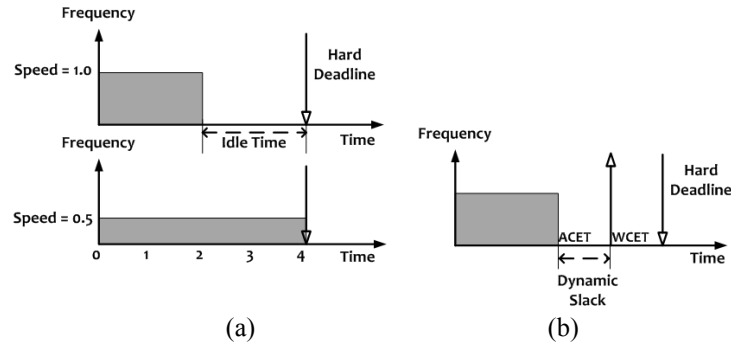 Frequency
Speed = 1.0
Hard
Deadline
Idle Time
Time
Frequency
Speed = 0.5
0 1 2 3 4 Time
(a)
Frequency
Hard
Deadline
ACET WCET
Time
Dynamic
Slack
(b)